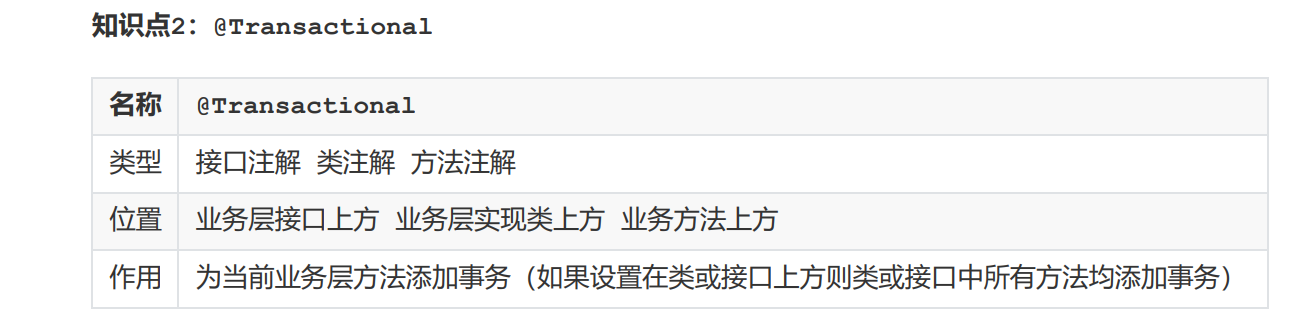 知识点2：@Transactional
名称 @Transactional
类型 接口注解 类注解 方法注解
位置 业务层接口上方 业务层实现类上方 业务方法上方
作用 为当前业务层方法添加事务（如果设置在类或接口上方则类或接口中所有方法均添加事务）